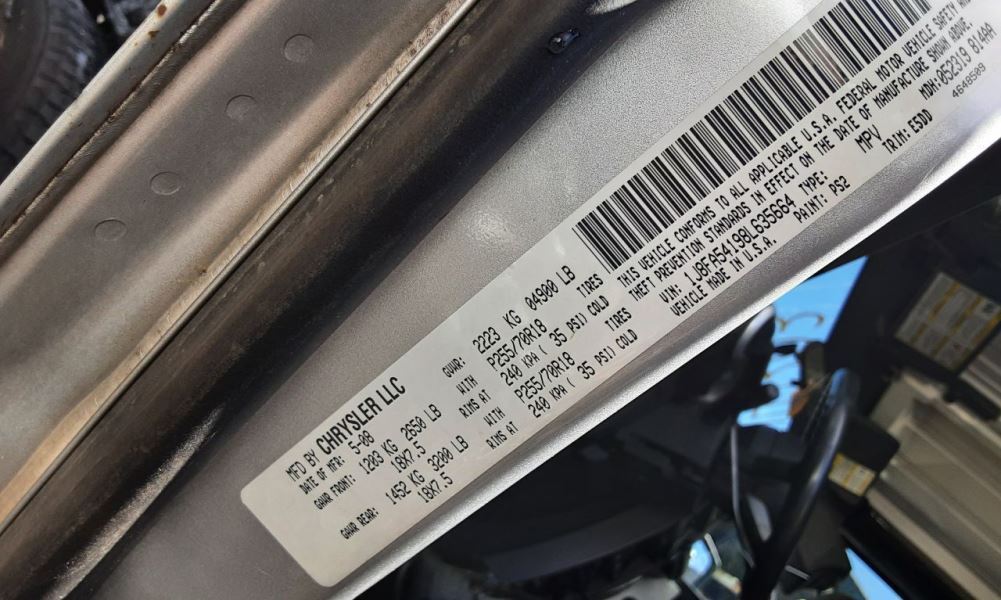 MFD BY CHRYSLER LLC
DATE OF MFR: 5-08 GVWR: 2223 KG 04900 LB
GAWR FRONT: 1203 KG 2650 LB WITH P255/70R18 TIRES
18X7.5 RIMS AT 240 KPA ( 35 PSI) COLD
GAWR REAR: 1452 KG 3200 LB WITH P255/70R18 TIRES
18X7.5 RIMS AT 240 KPA ( 35 PSI) COLD
THIS VEHICLE CONFORMS TO ALL APPLICABLE U.S.A. FEDERAL MOTOR VEHICLE SAFETY AND
THEFT PREVENTION STANDARDS IN EFFECT ON THE DATE OF MANUFACTURE SHOWN ABOVE.
VIN: 1J8FA54198L635664 TYPE: MPV MDH:052319 814AA
VEHICLE MADE IN U.S.A. PAINT: PS2 TRIM: E5DD 4648509